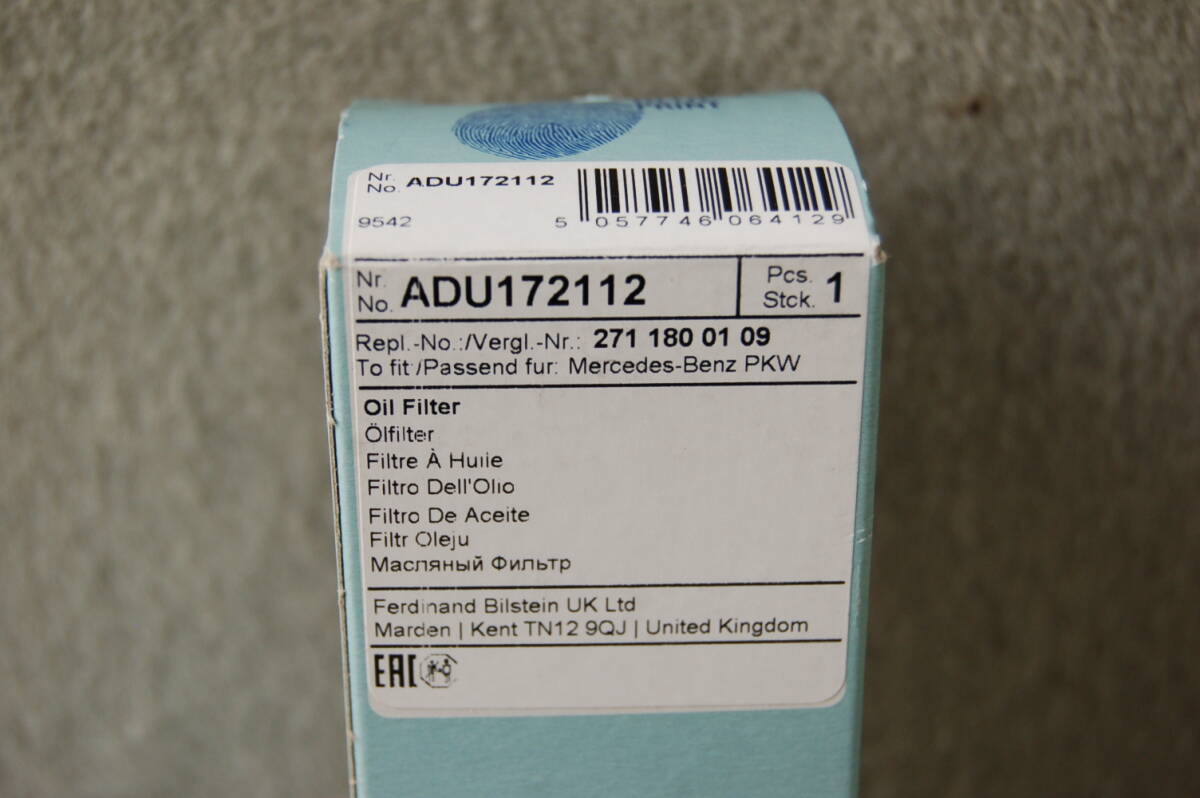 PRINT
Nr.
No. ADU172112
9542
5 057746 064129
Nr.
No. ADU172112
Pcs.
Stck. 1
Repl.-No.:/Vergl.-Nr.: 271 180 01 09
To fit:/Passend fur: Mercedes-Benz PKW
Oil Filter
Ölfilter
Filtre À Huile
Filtro Dell'Olio
Filtro De Aceite
Filtr Oleju
Масляный Фильтр
Ferdinand Bilstein UK Ltd
Marden | Kent TN12 9QJ | United Kingdom
EAC